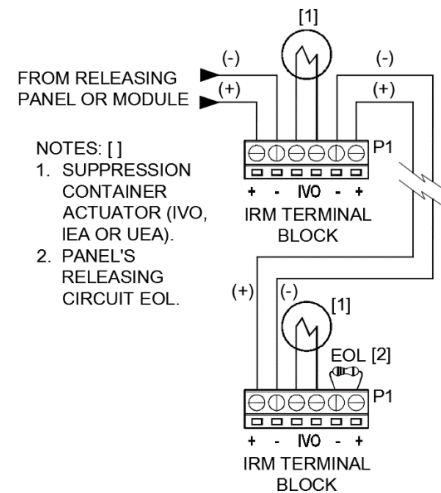 [1]
(-) (-)
FROM RELEASING
PANEL OR MODULE
(+) (+)
P1
+ - IVO - +
IRM TERMINAL
BLOCK
NOTES: [ ]
1. SUPPRESSION
CONTAINER
ACTUATOR (IVO,
IEA OR UEA).
2. PANEL'S
RELEASING
CIRCUIT EOL.
(+) (-)
[1]
EOL [2]
P1
+ - IVO - +
IRM TERMINAL
BLOCK